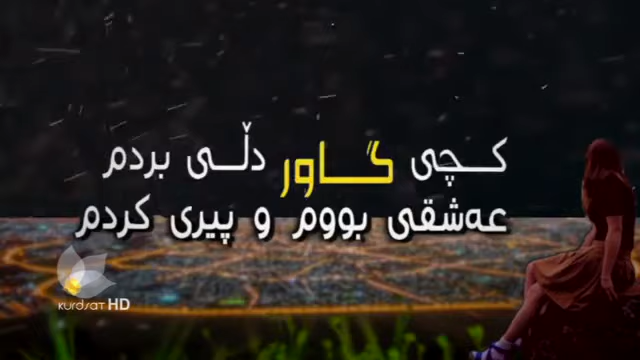 کچی گاور دڵی بردم
عەشقی بووم و پیری کردم
kurdsat HD